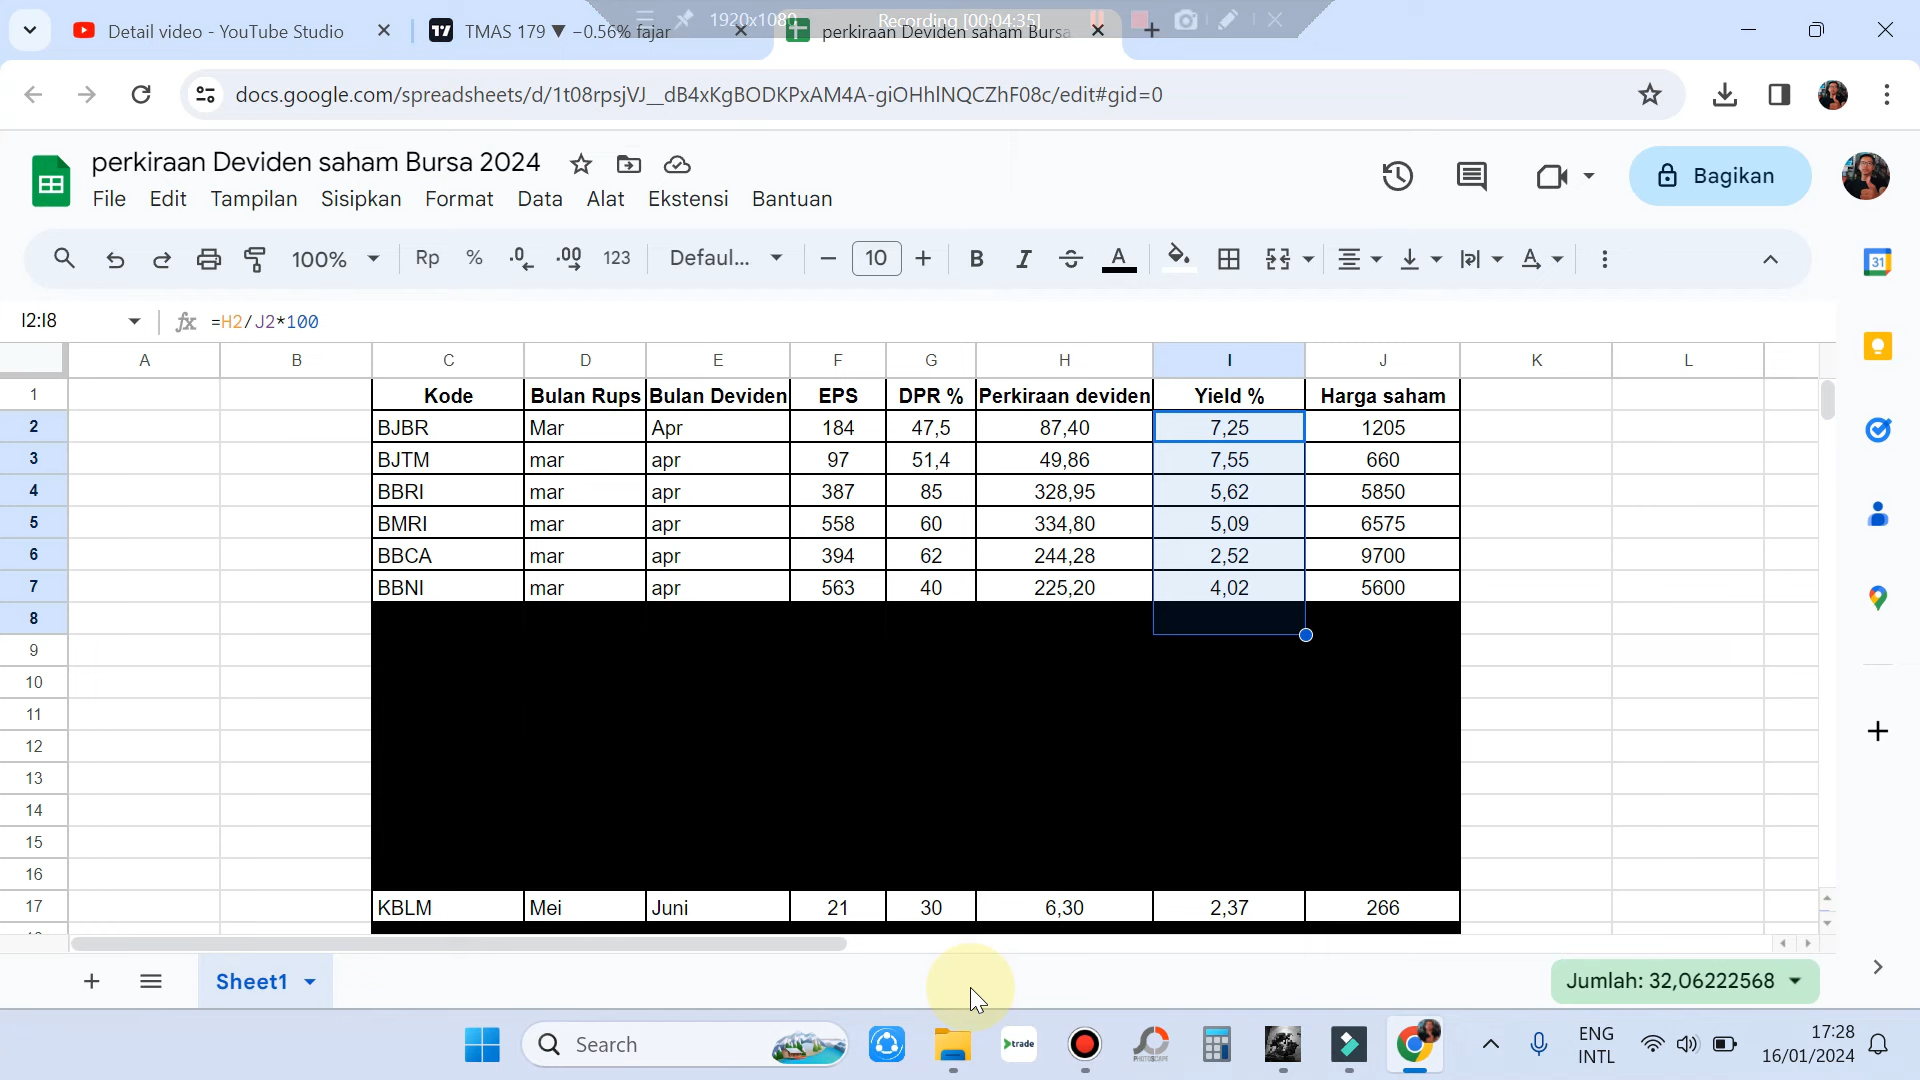 Detail video - YouTube Studio
TMAS 179 ▼ −0.56% fajar
perkiraan Deviden saham Bursa
1920x1080
Recording [00:04:35]
docs.google.com/spreadsheets/d/1t08rpsjVJ__dB4xKgBODKPxAM4A-giOHhlNQCZhF08c/edit#gid=0
perkiraan Deviden saham Bursa 2024
File Edit Tampilan Sisipkan Format Data Alat Ekstensi Bantuan
Bagikan
100% Rp % .0 .00 123 Defaul... − 10 + B I S A
31
I2:I8 fx =H2/J2*100
A B C D E F G H I J K L
1 Kode Bulan Rups Bulan Deviden EPS DPR % Perkiraan deviden Yield % Harga saham
2 BJBR Mar Apr 184 47,5 87,40 7,25 1205
3 BJTM mar apr 97 51,4 49,86 7,55 660
4 BBRI mar apr 387 85 328,95 5,62 5850
5 BMRI mar apr 558 60 334,80 5,09 6575
6 BBCA mar apr 394 62 244,28 2,52 9700
7 BBNI mar apr 563 40 225,20 4,02 5600
8
9
10
11
12
13
14
15
16
17 KBLM Mei Juni 21 30 6,30 2,37 266
Sheet1
Jumlah: 32,06222568
Search
trade
PHOTOSCAPE
ENG
INTL
17:28
16/01/2024